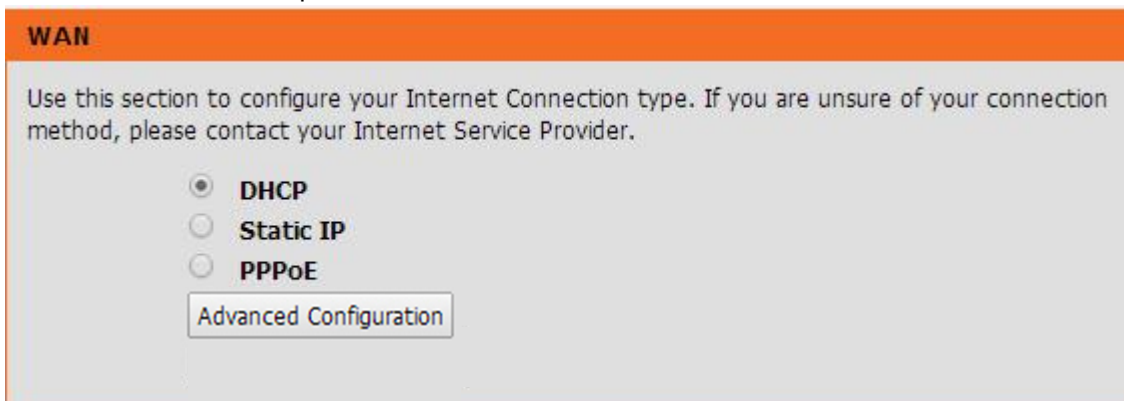 WAN
Use this section to configure your Internet Connection type. If you are unsure of your connection
method, please contact your Internet Service Provider.
DHCP
Static IP
PPPoE
Advanced Configuration